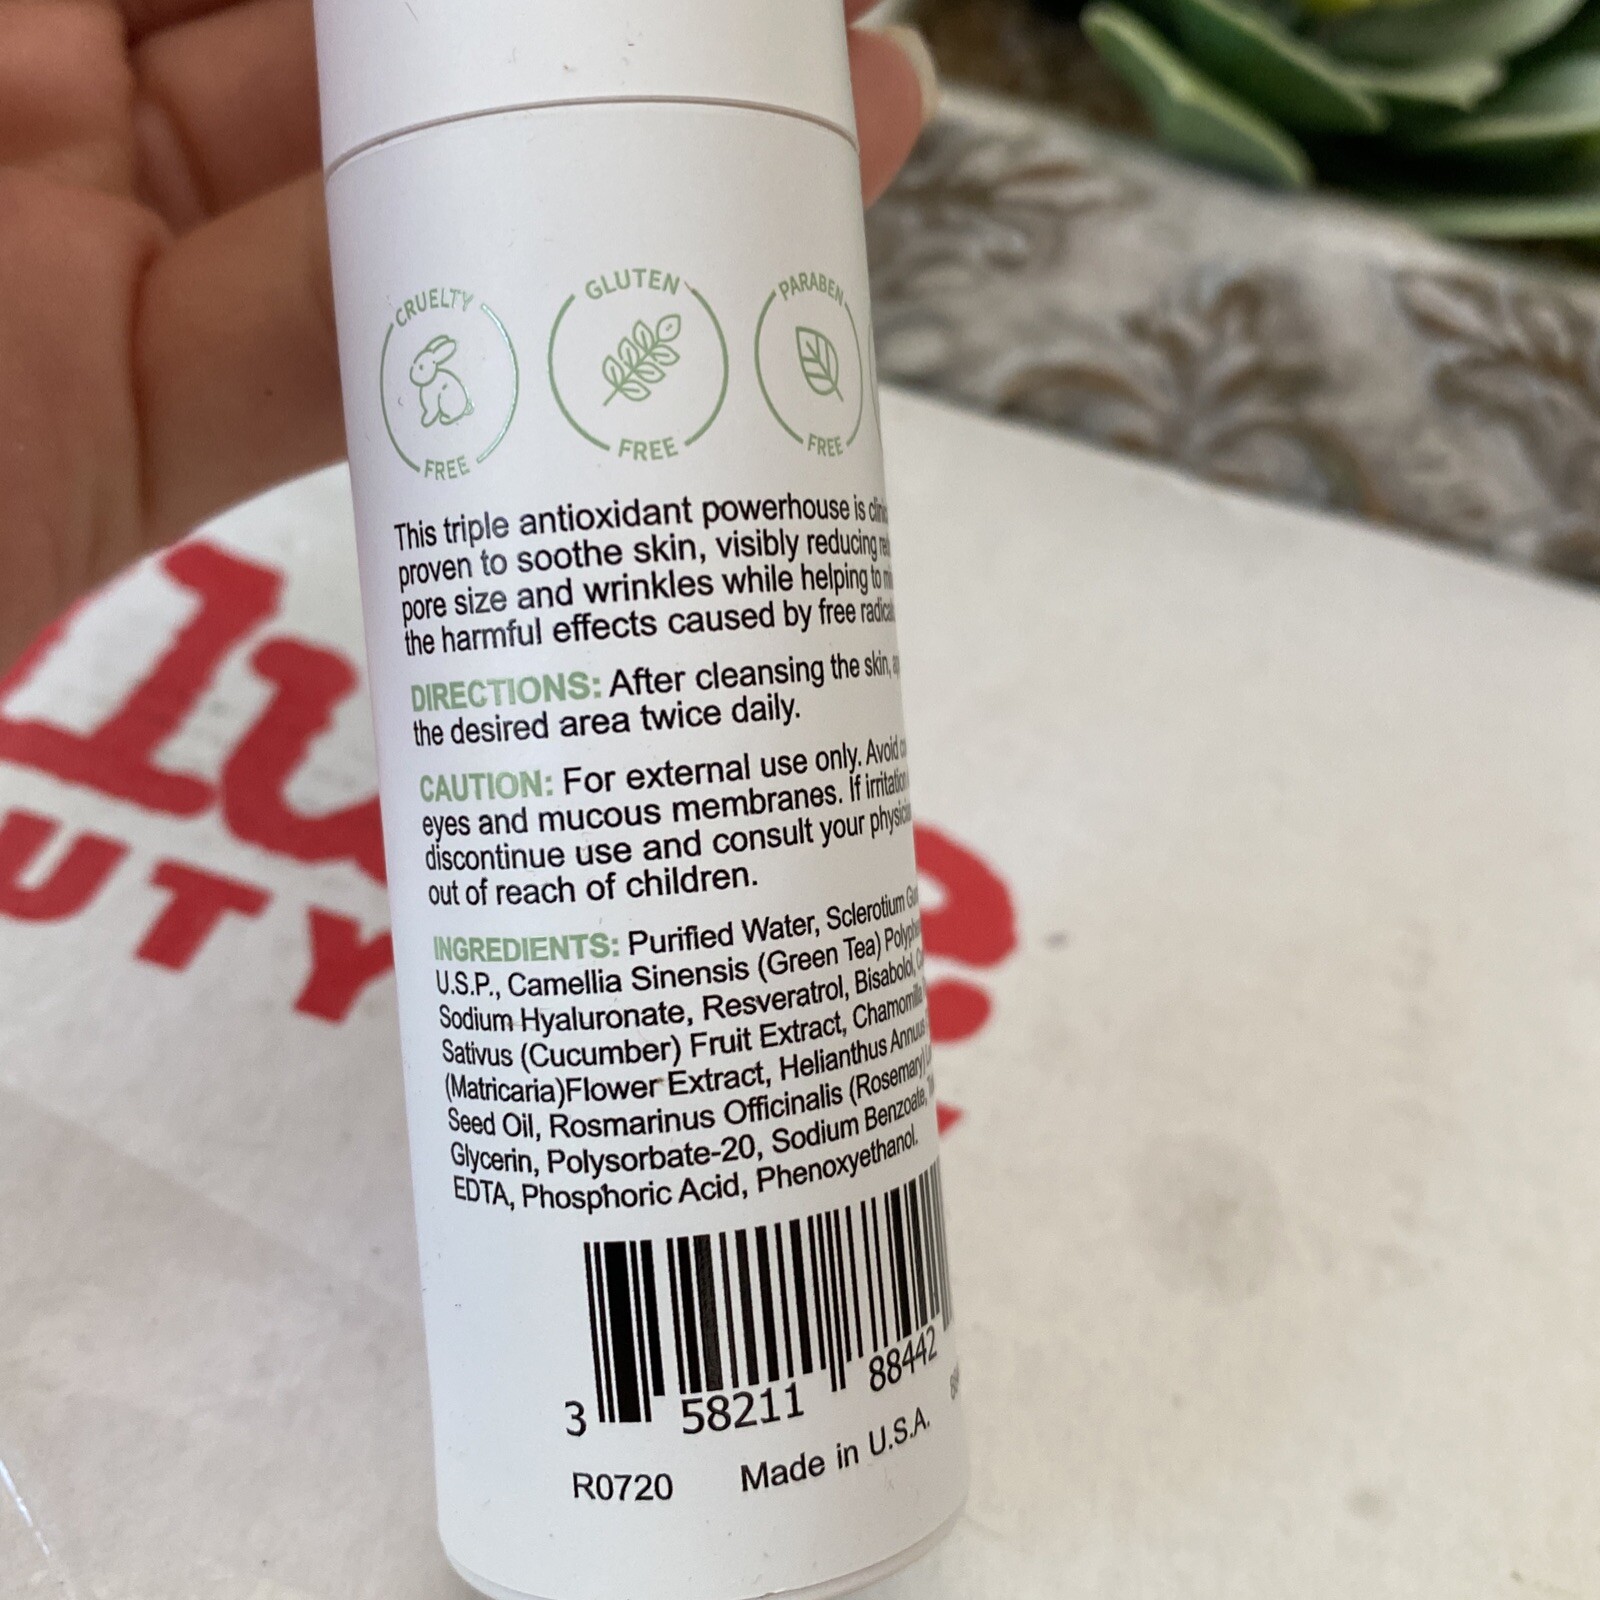 CRUELTY
FREE
GLUTEN
FREE
PARABEN
FREE
This triple antioxidant powerhouse is
proven to soothe skin, visibly reducing
pore size and wrinkles while helping to
the harmful effects caused by free
DIRECTIONS: After cleansing the skin,
the desired area twice daily.
CAUTION: For external use only. Avoid
eyes and mucous membranes. If
discontinue use and consult your
out of reach of children.
INGREDIENTS: Purified Water, Sclerotium
U.S.P., Camellia Sinensis (Green Tea)
Sodium Hyaluronate, Resveratrol, Bisabolol,
Sativus (Cucumber) Fruit Extract, Chamomilla
(Matricaria)Flower Extract, Helianthus Annuus
Seed Oil, Rosmarinus Officinalis (Rosemary)
Glycerin, Polysorbate-20, Sodium Benzoate,
EDTA, Phosphoric Acid, Phenoxyethanol.
3 58211 88442
R0720 Made in U.S.A.